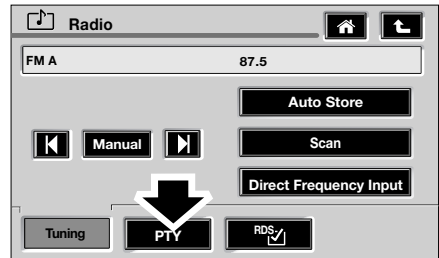 Radio
FM A 87.5
Auto Store
Manual
Scan
Direct Frequency Input
Tuning
PTY
RDS